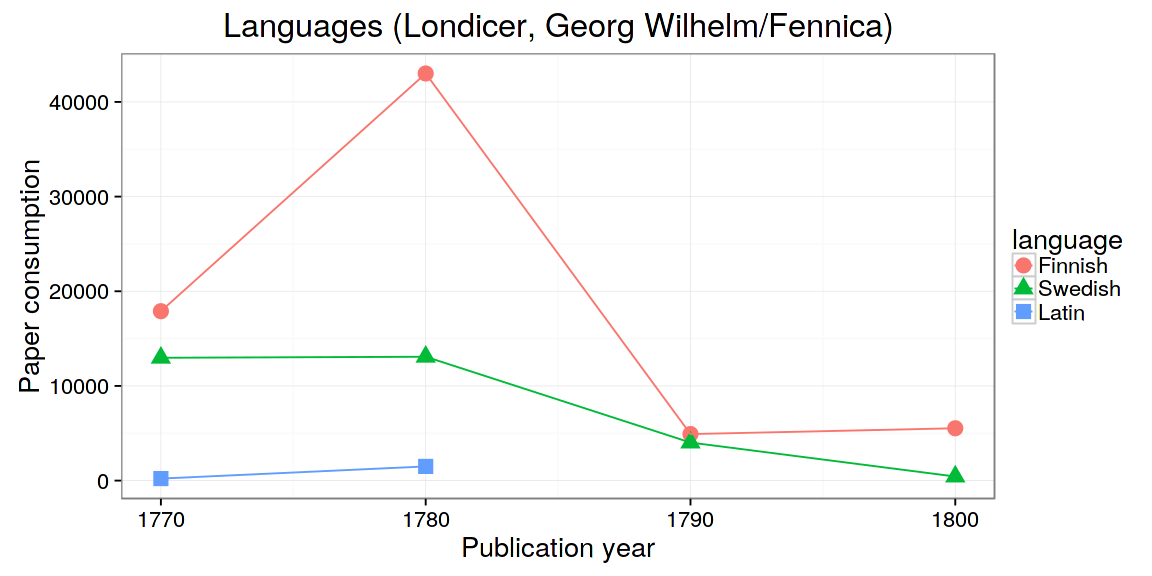 Languages (Londicer, Georg Wilhelm/Fennica)
Paper consumption
40000
30000
20000
10000
0
1770 1780 1790 1800
Publication year
language
Finnish
Swedish
Latin